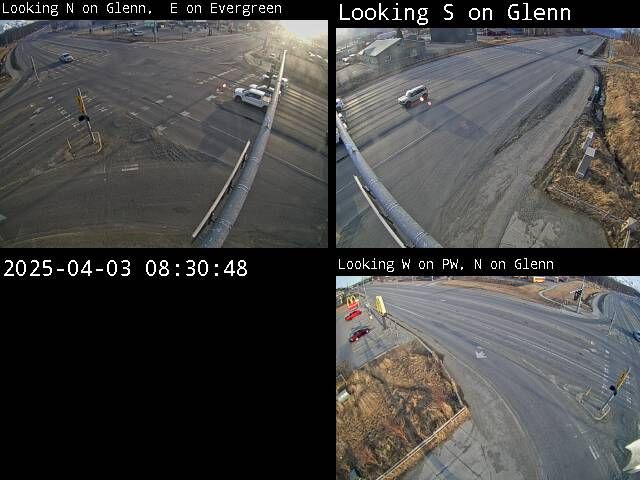 Looking N on Glenn,  E on Evergreen
Looking S on Glenn
2025-04-03 08:30:48
Looking W on PW, N on Glenn